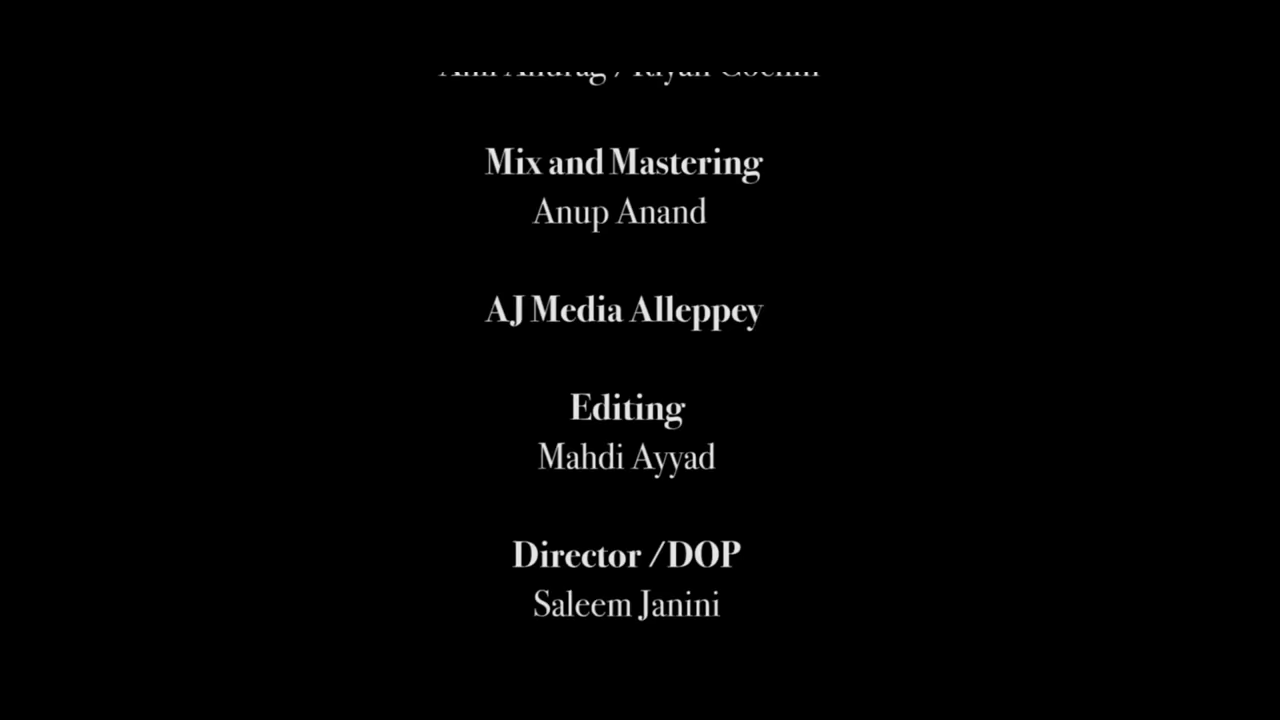 Mix and Mastering
Anup Anand
AJ Media Alleppey
Editing
Mahdi Ayyad
Director /DOP
Saleem Janini